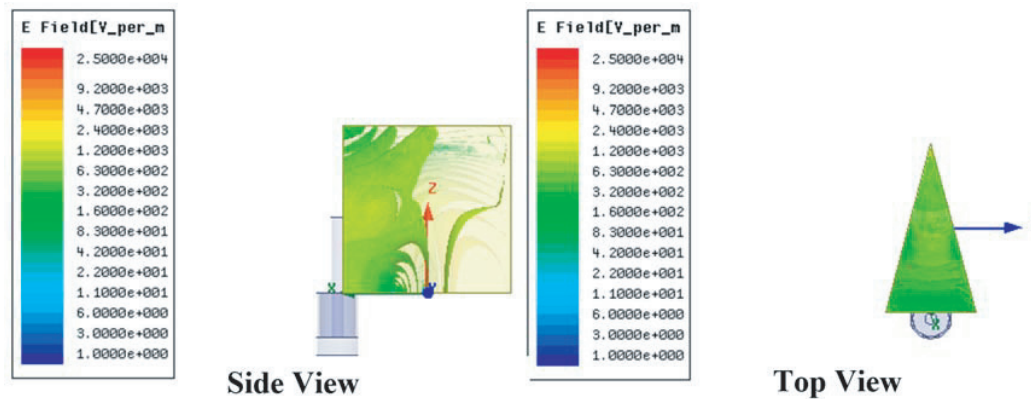 E Field[V_per_m
2.5000e+004
9.2000e+003
4.7000e+003
2.4000e+003
1.2000e+003
6.3000e+002
3.2000e+002
1.6000e+002
8.3000e+001
4.2000e+001
2.2000e+001
1.1000e+001
6.0000e+000
3.0000e+000
1.0000e+000
Z
X
Y
Side View
E Field[V_per_m
2.5000e+004
9.2000e+003
4.7000e+003
2.4000e+003
1.2000e+003
6.3000e+002
3.2000e+002
1.6000e+002
8.3000e+001
4.2000e+001
2.2000e+001
1.1000e+001
6.0000e+000
3.0000e+000
1.0000e+000
X
Top View